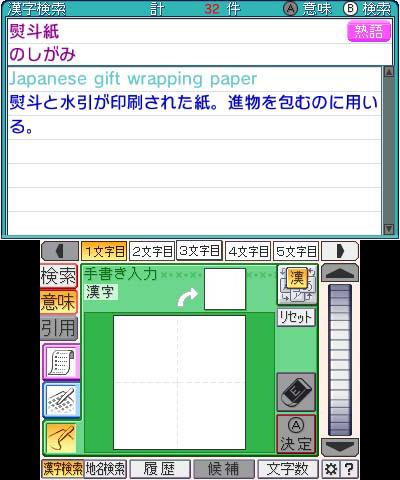 漢字検索 計 32 件 Ⓐ 意味 Ⓑ 検索
熨斗紙 熟語
のしがみ
Japanese gift wrapping paper
熨斗と水引が印刷された紙。進物を包むのに用い
る。
1文字目 2文字目 3文字目 4文字目 5文字目
検索
手書き入力
漢字
漢
意味
引用
リセット
E
Ⓐ
決定
漢字検索 地名検索 履歴 候補 文字数 ?